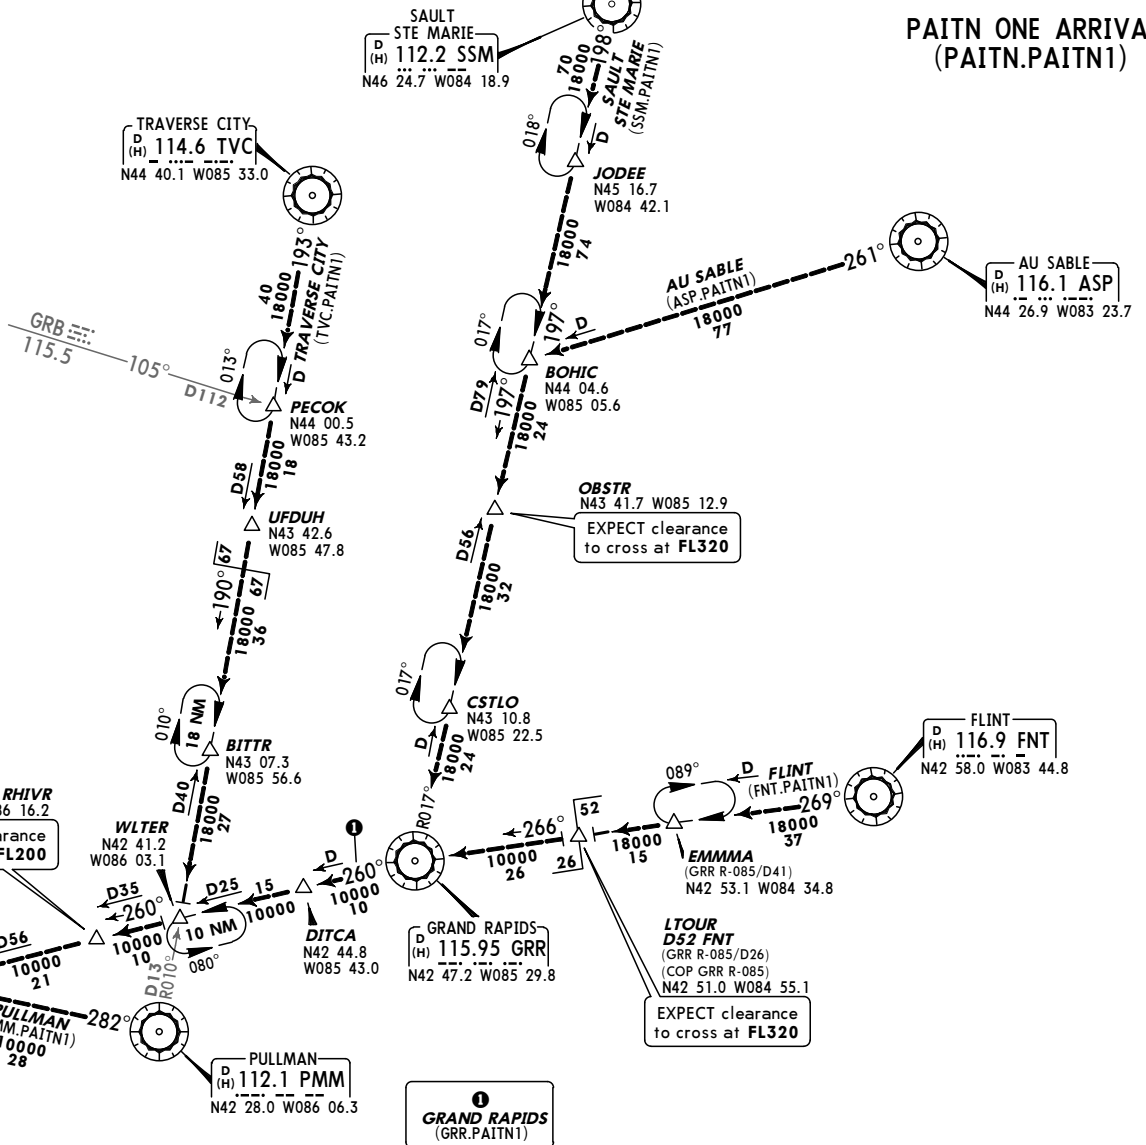 PAITN ONE ARRIVA
(PAITN.PAITN1)
SAULT
STE MARIE
D
(H) 112.2 SSM
N46 24.7 W084 18.9
198°
70
18000
SAULT
STE MARIE
(SSM.PAITN1)
018°
D
JODEE
N45 16.7
W084 42.1
18000
74
TRAVERSE CITY
D
(H) 114.6 TVC
N44 40.1 W085 33.0
193°
40
18000
D TRAVERSE CITY
(TVC.PAITN1)
GRB
115.5
105°
D112
013°
PECOK
N44 00.5
W085 43.2
D58
18000
18
UFDUH
N43 42.6
W085 47.8
67
67
190°
18000
36
010°
18 NM
BITTR
N43 07.3
W085 56.6
D40
18000
27
AU SABLE
(ASP.PAITN1)
18000
77
261°
AU SABLE
D
(H) 116.1 ASP
N44 26.9 W083 23.7
017°
197°
D
BOHIC
N44 04.6
W085 05.6
D79
197°
18000
24
OBSTR
N43 41.7 W085 12.9
EXPECT clearance
to cross at FL320
D56
18000
32
017°
CSTLO
N43 10.8
W085 22.5
D
18000
24
R017°
FLINT
D
(H) 116.9 FNT
N42 58.0 W083 44.8
089°
D
FLINT
(FNT.PAITN1)
269°
18000
37
EMMMA
(GRR R-085/D41)
N42 53.1 W084 34.8
52
26
18000
15
266°
10000
26
LTOUR
D52 FNT
(GRR R-085/D26)
(COP GRR R-085)
N42 51.0 W084 55.1
EXPECT clearance
to cross at FL320
GRAND RAPIDS
D
(H) 115.95 GRR
N42 47.2 W085 29.8
1
D
260°
10000
10
DITCA
N42 44.8
W085 43.0
D25
15
10000
WLTER
N42 41.2
W086 03.1
10 NM
080°
RHIVR
36 16.2
arance
FL200
D35
260°
10000
10
D56
10000
21
D13
R010°
PULLMAN
MM.PAITN1)
10000
28
282°
PULLMAN
D
(H) 112.1 PMM
N42 28.0 W086 06.3
1
GRAND RAPIDS
(GRR.PAITN1)